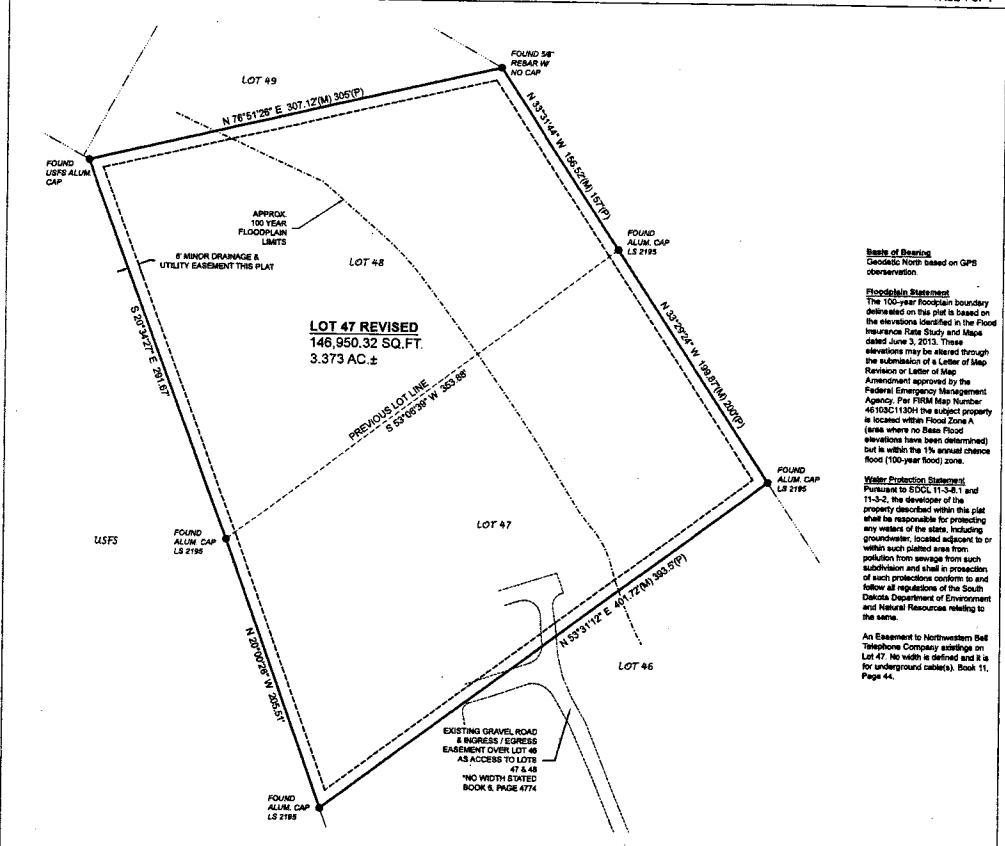 LOT 49
FOUND 5/8"
REBAR W/
NO CAP
N 76°51'26" E 307.12'(M) 305'(P)
FOUND
USFS ALUM.
CAP
N 33°31'44" W 156.52'(M) 157'(P)
APPROX.
100 YEAR
FLOODPLAIN
LIMITS
FOUND
ALUM. CAP
LS 2195
6' MINOR DRAINAGE &
UTILITY EASEMENT THIS PLAT
LOT 48
LOT 47 REVISED
146,950.32 SQ.FT.
3.373 AC.±
S 20°34'27" E 291.67'
PREVIOUS LOT LINE
S 53°06'39" W 353.88'
N 33°29'24" W 199.87'(M) 200'(P)
FOUND
ALUM. CAP
LS 2195
USFS
FOUND
ALUM. CAP
LS 2195
LOT 47
N 53°31'12" E 401.72'(M) 393.5'(P)
N 20°00'26" W 205.51'
LOT 46
EXISTING GRAVEL ROAD
& INGRESS / EGRESS
EASEMENT OVER LOT 46
AS ACCESS TO LOTS
47 & 48
*NO WIDTH STATED
BOOK 6, PAGE 4774
FOUND
ALUM. CAP
LS 2195
Basis of Bearing
Geodetic North based on GPS
oberservation.
Floodplain Statement
The 100-year floodplain boundary
delineated on this plat is based on
the elevations identified in the Flood
Insurance Rate Study and Maps
dated June 3, 2013. These
elevations may be altered through
the submission of a Letter of Map
Revision or Letter of Map
Amendment approved by the
Federal Emergency Management
Agency. Per FIRM Map Number
46103C1130H the subject property
is located within Flood Zone A
(area where no Base Flood
elevations have been determined)
but is within the 1% annual chance
flood (100-year flood) zone.
Water Protection Statement
Pursuant to SDCL 11-3-8.1 and
11-3-2, the developer of the
property described within this plat
shall be responsible for protecting
any waters of the state, including
groundwater, located adjacent to or
within such platted area from
pollution from sewage from such
subdivision and shall in prosection
of such protections conform to and
follow all regulations of the South
Dakota Department of Environment
and Natural Resources relating to
the same.
An Easement to Northwestern Bell
Telephone Company existings on
Lot 47. No width is defined and it is
for underground cable(s). Book 11,
Page 44.